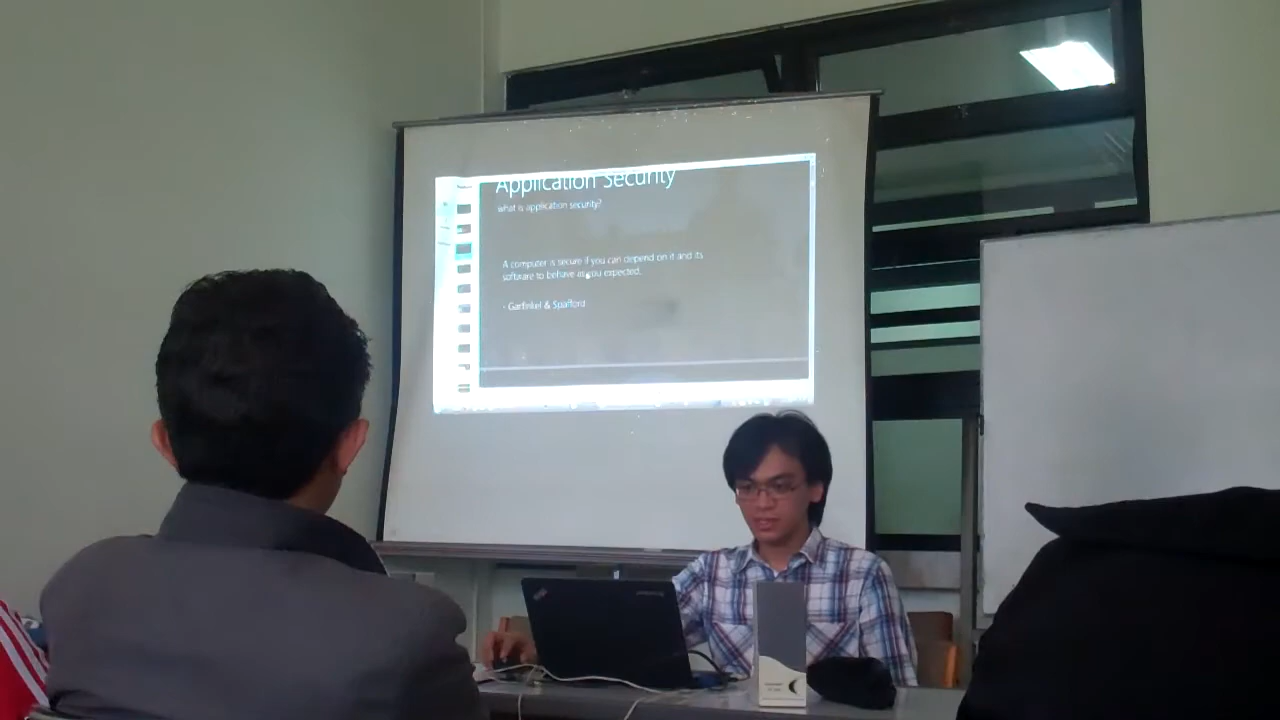 Application Security
what is application security?
A computer is secure if you can depend on it and its
software to behave as you expected.
- Garfinkel & Spafford